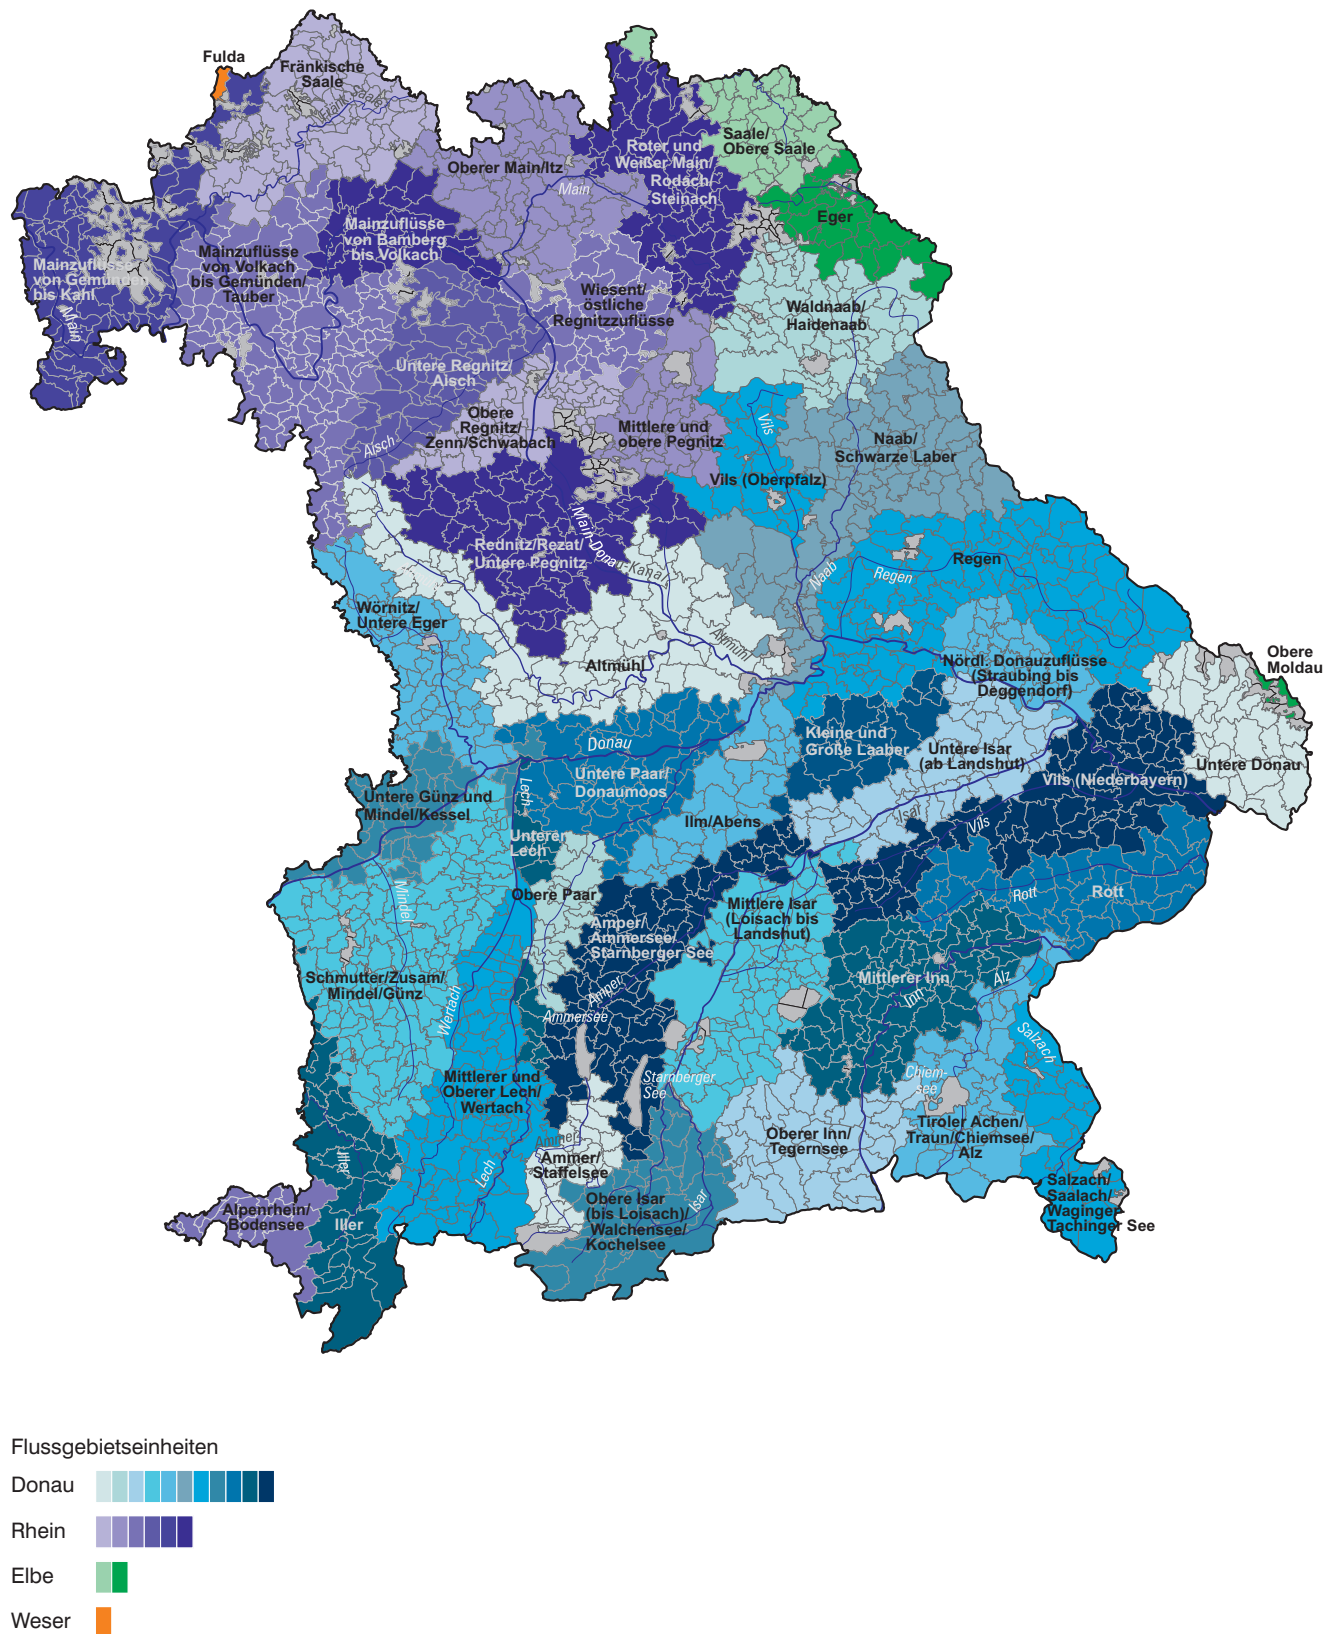 Fulda
Fränkische
Saale
Fränk. Saale
Saale/
Obere Saale
Roter und
Weißer Main/
Rodach/
Steinach
Oberer Main/Itz
Main
Eger
Mainzuflüsse
von Bamberg
bis Volkach
Mainzuflüsse
von Volkach
bis Gemünden/
Tauber
Mainzuflüsse
von Gemünden
bis Kahl
Main
Wiesent/
östliche
Regnitzzuflüsse
Waldnaab/
Haidenaab
Untere Regnitz/
Aisch
Obere
Regnitz/
Zenn/Schwabach
Aisch
Mittlere und
obere Pegnitz
Vils
Naab/
Schwarze Laber
Vils (Oberpfalz)
Rednitz/Rezat/
Untere Pegnitz
Main-Donau-Kanal
Naab
Regen
Regen
Wörnitz/
Untere Eger
Altmühl
Altmühl
Nördl. Donauzuflüsse
(Straubing bis
Deggendorf)
Obere
Moldau
Donau
Kleine und
Große Laaber
Untere Isar
(ab Landshut)
Untere Donau
Vils (Niederbayern)
Untere Paar/
Donaumoos
Lech
Untere Günz und
Mindel/Kessel
Ilm/Abens
Isar
Vils
Unterer
Lech
Obere Paar
Mindel
Mittlere Isar
(Loisach bis
Landshut)
Rott
Rott
Amper/
Ammersee/
Starnberger See
Schmutter/Zusam/
Mindel/Günz
Wertach
Amper
Ammersee
Mittlerer Inn
Inn
Alz
Salzach
Mittlerer und
Oberer Lech/
Wertach
Starnberger
See
Chiem-
see
Tiroler Achen/
Traun/Chiemsee/
Alz
Oberer Inn/
Tegernsee
Ammer
Ammer/
Staffelsee
Iller
Lech
Obere Isar
(bis Loisach)/
Walchensee/
Kochelsee
Isar
Salzach/
Saalach/
Waginger-
Tachinger See
Alpenrhein/
Bodensee
Iller
Flussgebietseinheiten
Donau
Rhein
Elbe
Weser